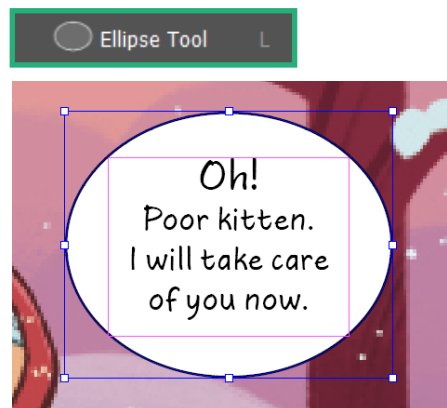 Ellipse Tool L
Oh!
Poor kitten.
I will take care
of you now.